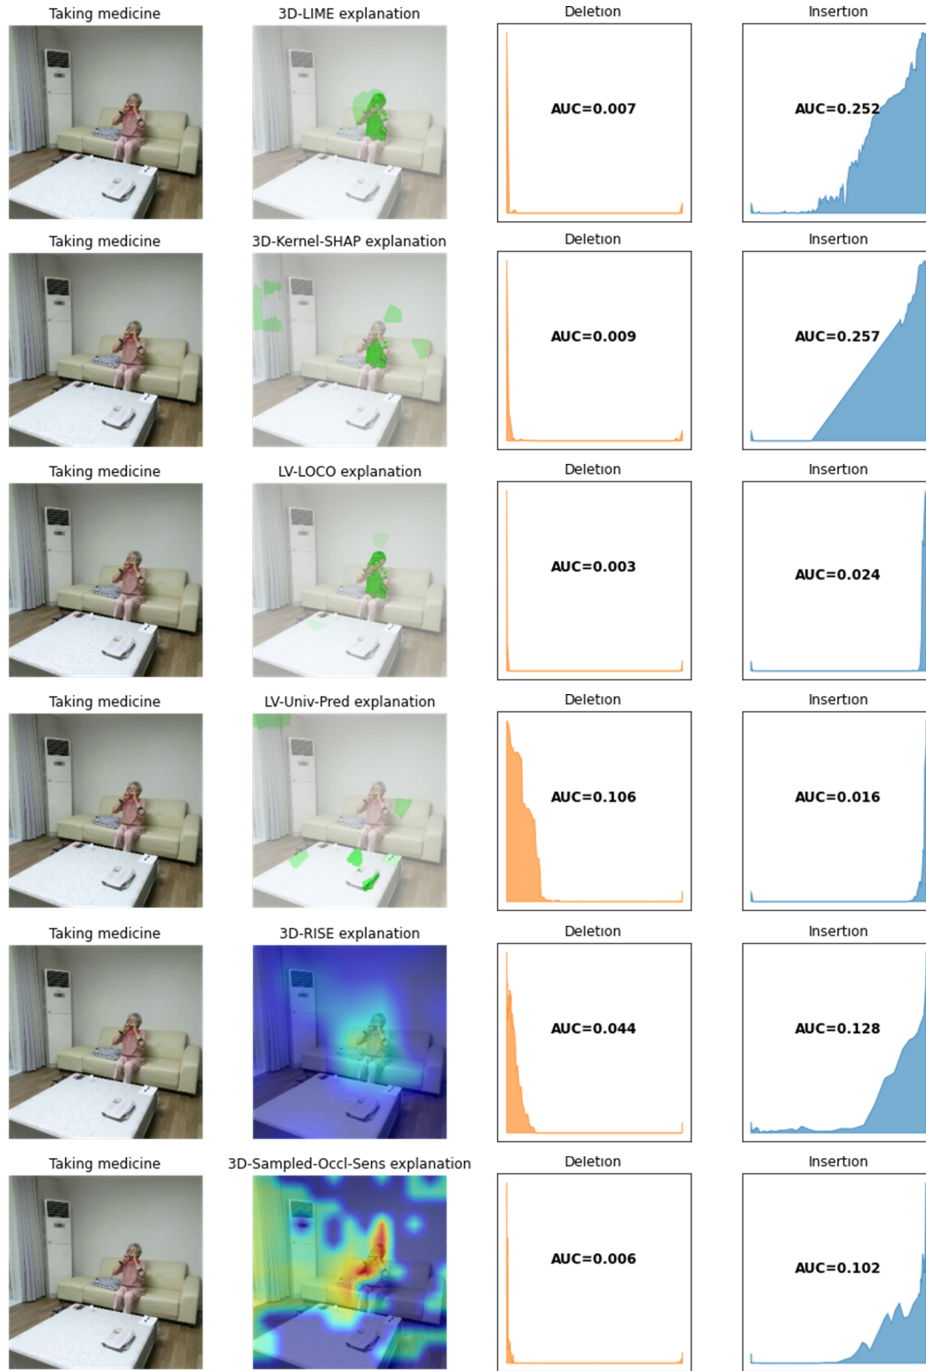 Taking medicine 3D-LIME explanation Deletion Insertion
AUC=0.007 AUC=0.252
Taking medicine 3D-Kernel-SHAP explanation Deletion Insertion
AUC=0.009 AUC=0.257
Taking medicine LV-LOCO explanation Deletion Insertion
AUC=0.003 AUC=0.024
Taking medicine LV-Univ-Pred explanation Deletion Insertion
AUC=0.106 AUC=0.016
Taking medicine 3D-RISE explanation Deletion Insertion
AUC=0.044 AUC=0.128
Taking medicine 3D-Sampled-Occl-Sens explanation Deletion Insertion
AUC=0.006 AUC=0.102